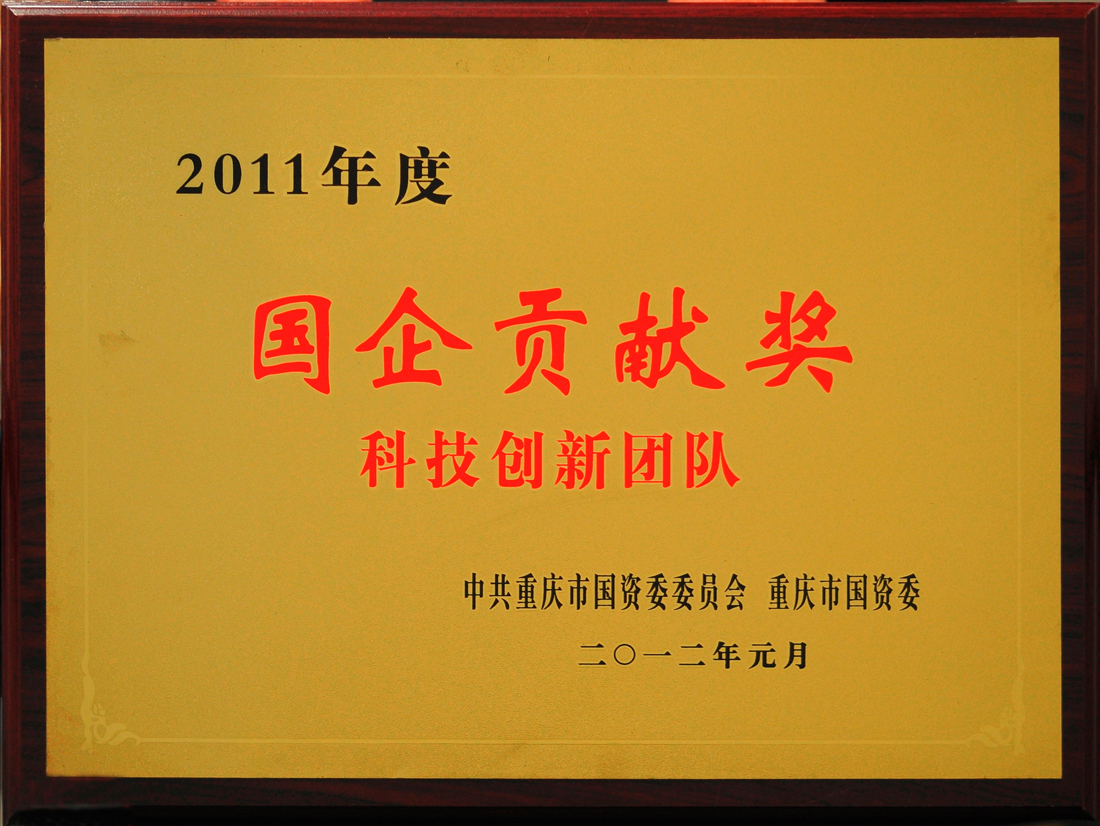 2011年度
国企贡献奖
科技创新团队
中共重庆市国资委委员会 重庆市国资委
二〇一二年元月